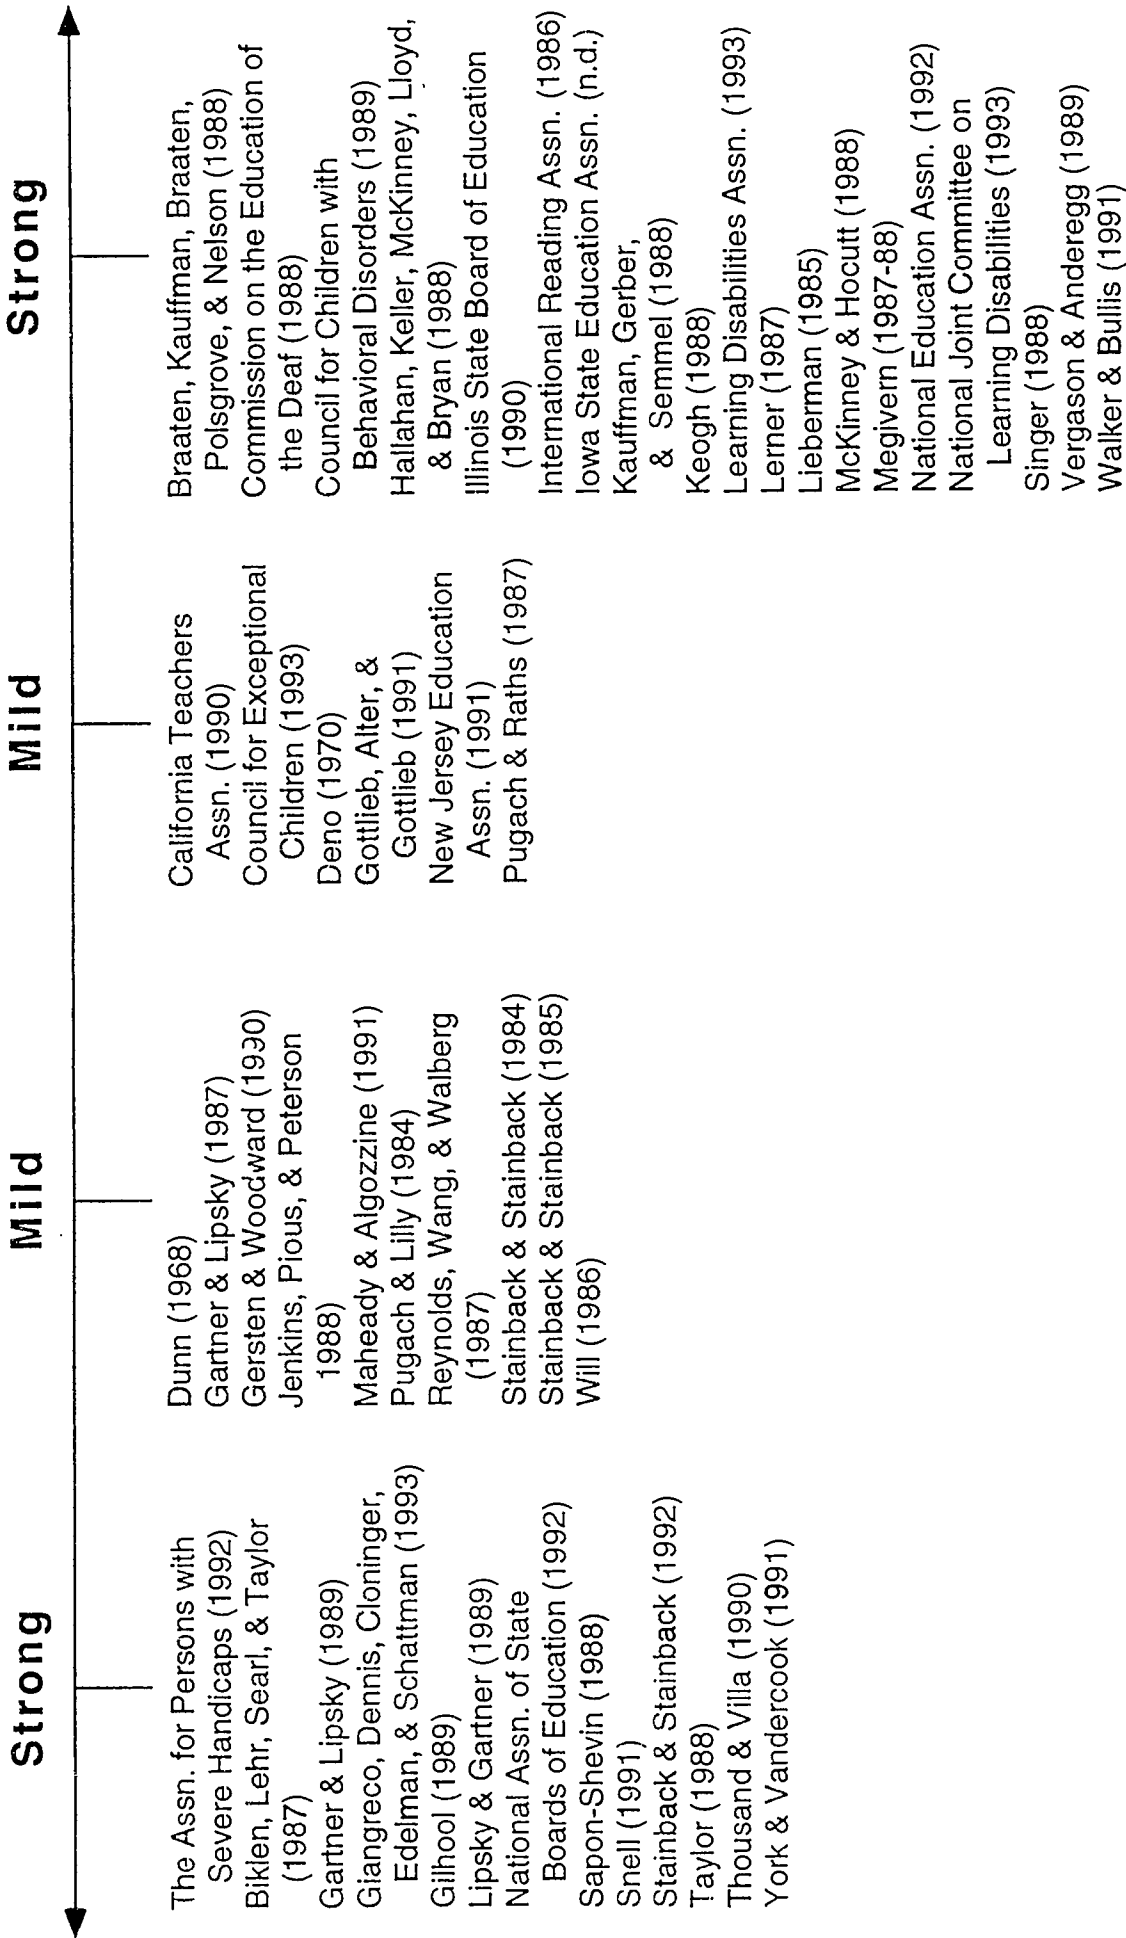 Strong
Mild
Mild
Strong
The Assn. for Persons with
Severe Handicaps (1992)
Biklen, Lehr, Searl, & Taylor
(1987)
Gartner & Lipsky (1989)
Giangreco, Dennis, Cloninger,
Edelman, & Schattman (1993)
Gilhool (1989)
Lipsky & Gartner (1989)
National Assn. of State
Boards of Education (1992)
Sapon-Shevin (1988)
Snell (1991)
Stainback & Stainback (1992)
Taylor (1988)
Thousand & Villa (1990)
York & Vandercook (1991)
Dunn (1968)
Gartner & Lipsky (1987)
Gersten & Woodward (1990)
Jenkins, Pious, & Peterson
1988)
Maheady & Algozzine (1991)
Pugach & Lilly (1984)
Reynolds, Wang, & Walberg
(1987)
Stainback & Stainback (1984)
Stainback & Stainback (1985)
Will (1986)
California Teachers
Assn. (1990)
Council for Exceptional
Children (1993)
Deno (1970)
Gottlieb, Alter, &
Gottlieb (1991)
New Jersey Education
Assn. (1991)
Pugach & Raths (1987)
Braaten, Kauffman, Braaten,
Polsgrove, & Nelson (1988)
Commission on the Education of
the Deaf (1988)
Council for Children with
Behavioral Disorders (1989)
Hallahan, Keller, McKinney, Lloyd,
& Bryan (1988)
Illinois State Board of Education
(1990)
International Reading Assn. (1986)
Iowa State Education Assn. (n.d.)
Kauffman, Gerber,
& Semmel (1988)
Keogh (1988)
Learning Disabilities Assn. (1993)
Lerner (1987)
Lieberman (1985)
McKinney & Hocutt (1988)
Megivern (1987-88)
National Education Assn. (1992)
National Joint Committee on
Learning Disabilities (1993)
Singer (1988)
Vergason & Anderegg (1989)
Walker & Bullis (1991)